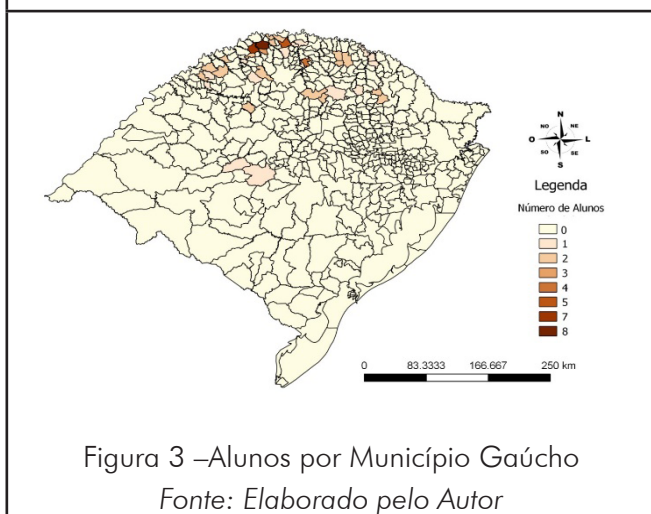 N
NO
NE
O
L
SO
SE
S
Legenda
Número de Alunos
0
1
2
3
4
5
7
8
0 83.3333 166.667 250 km
Figura 3 –Alunos por Município Gaúcho
Fonte: Elaborado pelo Autor